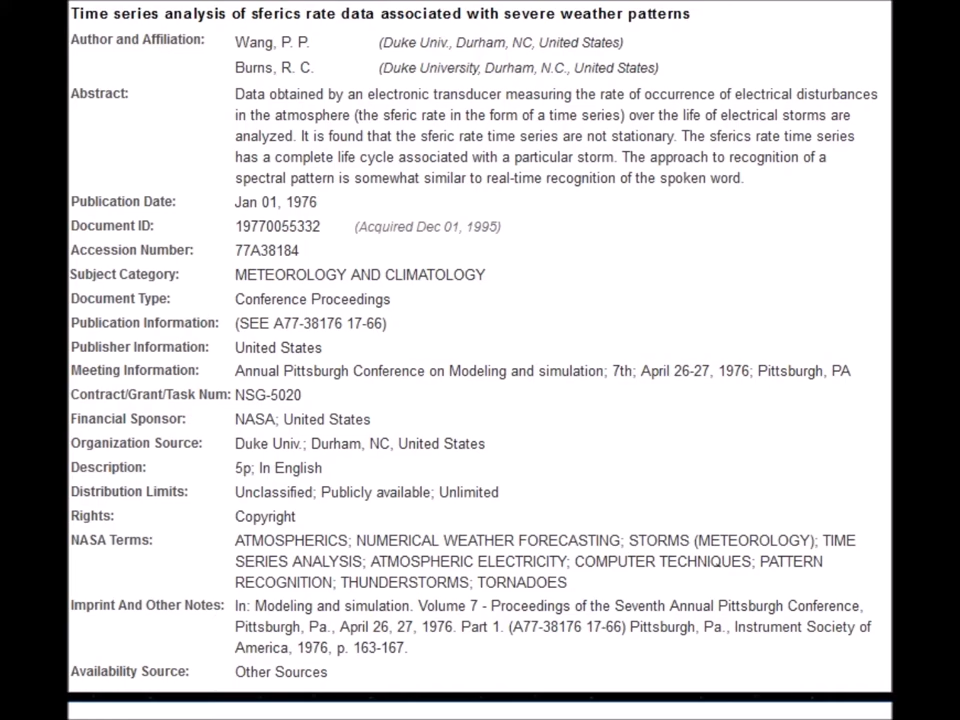 Time series analysis of sferics rate data associated with severe weather patterns
Author and Affiliation: Wang, P. P. (Duke Univ., Durham, NC, United States)
Burns, R. C. (Duke University, Durham, N.C., United States)
Abstract: Data obtained by an electronic transducer measuring the rate of occurrence of electrical disturbances
in the atmosphere (the sferic rate in the form of a time series) over the life of electrical storms are
analyzed. It is found that the sferic rate time series are not stationary. The sferics rate time series
has a complete life cycle associated with a particular storm. The approach to recognition of a
spectral pattern is somewhat similar to real-time recognition of the spoken word.
Publication Date: Jan 01, 1976
Document ID: 19770055332 (Acquired Dec 01, 1995)
Accession Number: 77A38184
Subject Category: METEOROLOGY AND CLIMATOLOGY
Document Type: Conference Proceedings
Publication Information: (SEE A77-38176 17-66)
Publisher Information: United States
Meeting Information: Annual Pittsburgh Conference on Modeling and simulation; 7th; April 26-27, 1976; Pittsburgh, PA
Contract/Grant/Task Num: NSG-5020
Financial Sponsor: NASA; United States
Organization Source: Duke Univ.; Durham, NC, United States
Description: 5p; In English
Distribution Limits: Unclassified; Publicly available; Unlimited
Rights: Copyright
NASA Terms: ATMOSPHERICS; NUMERICAL WEATHER FORECASTING; STORMS (METEOROLOGY); TIME
SERIES ANALYSIS; ATMOSPHERIC ELECTRICITY; COMPUTER TECHNIQUES; PATTERN
RECOGNITION; THUNDERSTORMS; TORNADOES
Imprint And Other Notes: In: Modeling and simulation. Volume 7 - Proceedings of the Seventh Annual Pittsburgh Conference,
Pittsburgh, Pa., April 26, 27, 1976. Part 1. (A77-38176 17-66) Pittsburgh, Pa., Instrument Society of
America, 1976, p. 163-167.
Availability Source: Other Sources